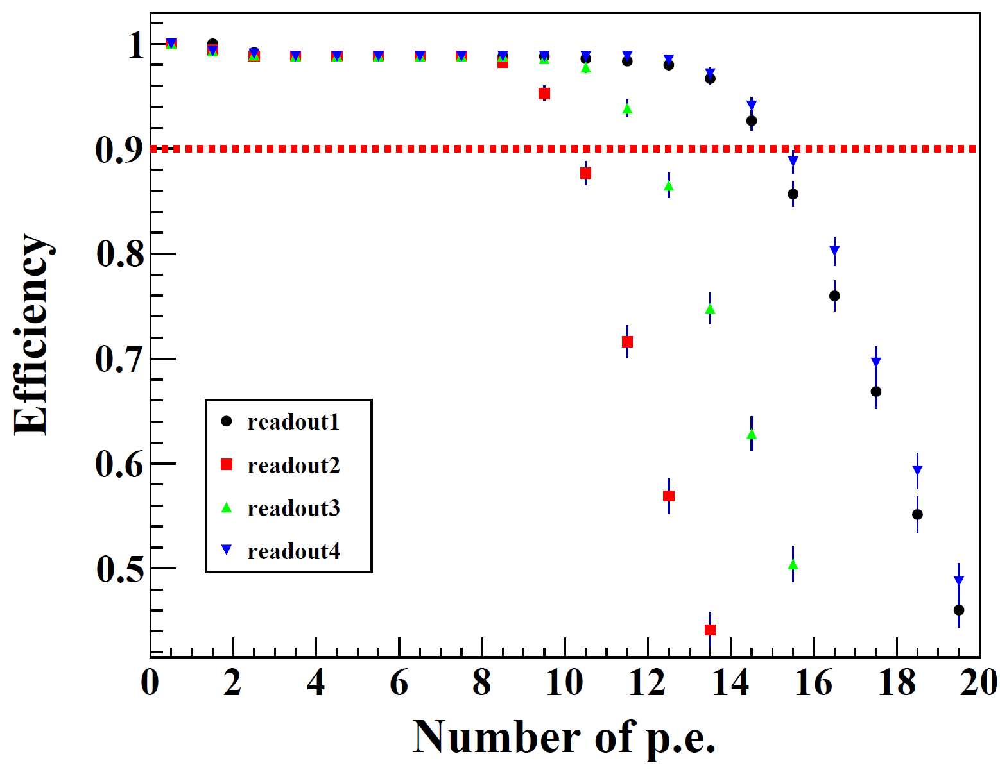 1
0.9
0.8
0.7
0.6
0.5
Efficiency
readout1
readout2
readout3
readout4
0 2 4 6 8 10 12 14 16 18 20
Number of p.e.